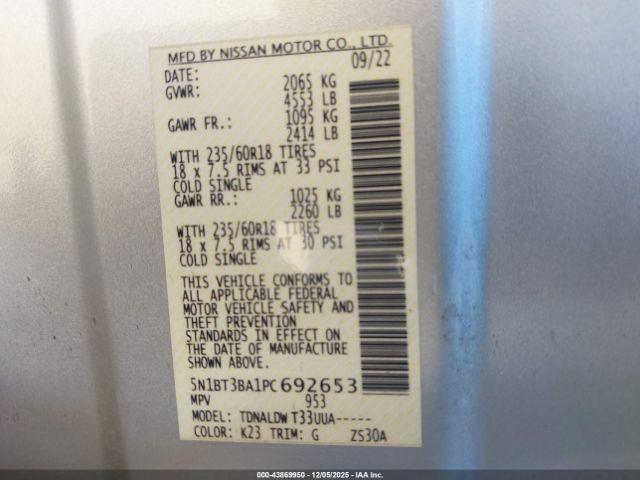 MFD BY NISSAN MOTOR CO., LTD.
DATE: 09/22
GVWR: 2065 KG
4553 LB
GAWR FR.: 1095 KG
2414 LB
WITH 235/60R18 TIRES
18 x 7.5 RIMS AT 33 PSI
COLD SINGLE
GAWR RR.: 1025 KG
2260 LB
WITH 235/60R18 TIRES
18 x 7.5 RIMS AT 30 PSI
COLD SINGLE
THIS VEHICLE CONFORMS TO
ALL APPLICABLE FEDERAL
MOTOR VEHICLE SAFETY AND
THEFT PREVENTION
STANDARDS IN EFFECT ON
THE DATE OF MANUFACTURE
SHOWN ABOVE.
5N1BT3BA1PC692653
MPV 953
MODEL: TDNALDW T33UUA-----
COLOR: K23 TRIM: G ZS30A
000-43869950 - 12/05/2025 - IAA Holdings, LLC.